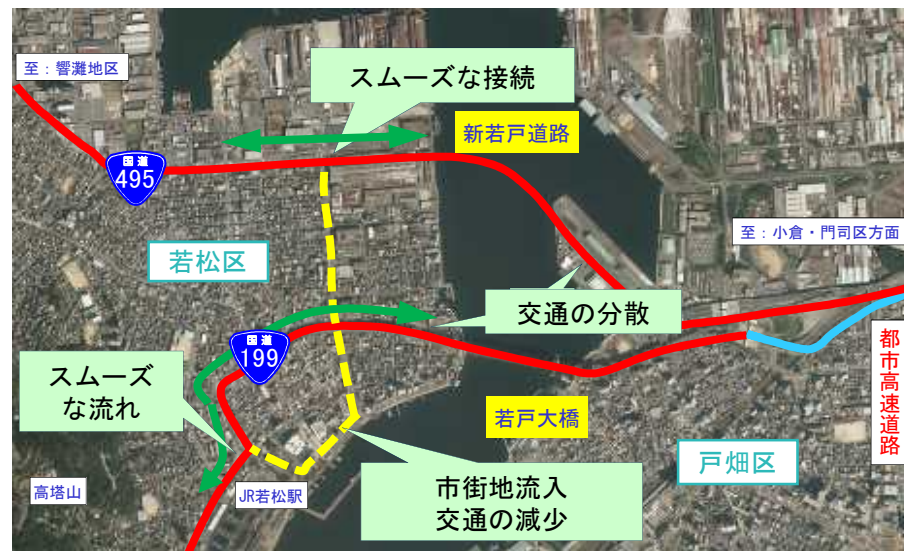 至：響灘地区
スムーズな接続
新若戸道路
国道
495
至：小倉・門司区方面
若松区
交通の分散
国道
199
スムーズ
な流れ
都市高速道路
若戸大橋
戸畑区
高塔山
JR若松駅
市街地流入
交通の減少